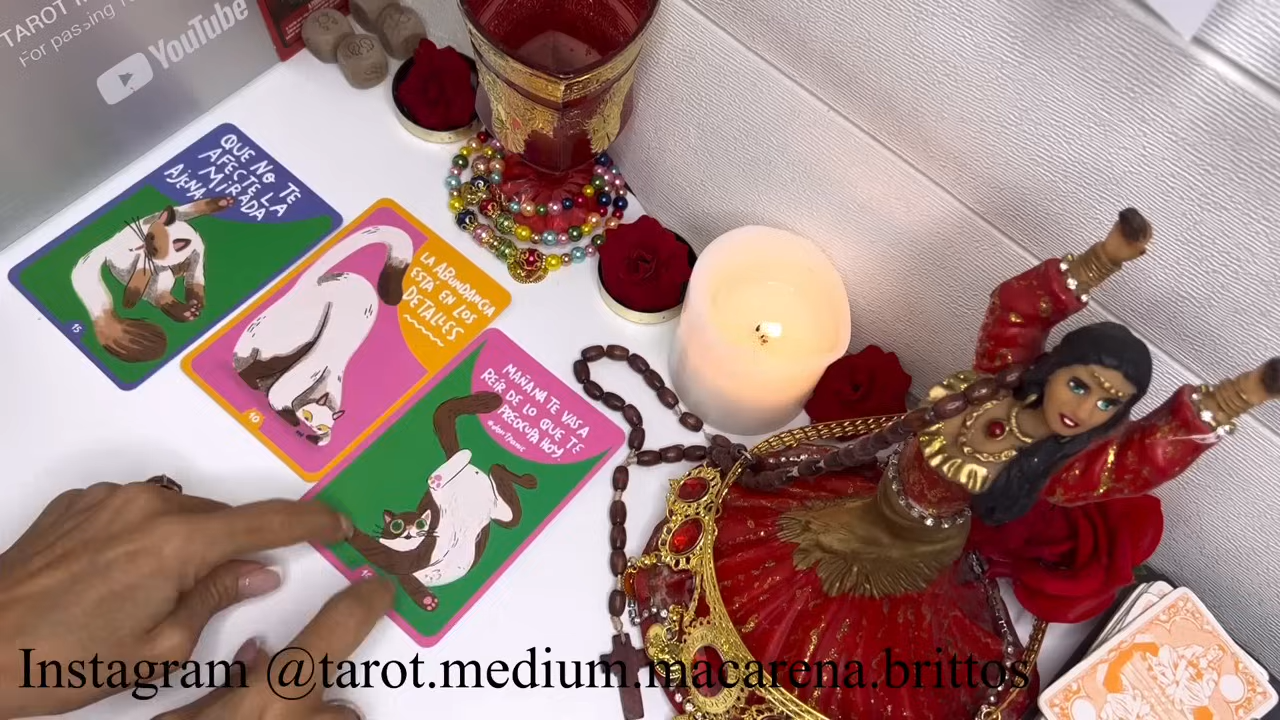 TAROT
For passing
YouTube
QUE NO TE
AFECTE LA
MIRADA
AJENA
15
LA ABUNDANCIA
ESTÁ EN LOS
DETALLES
10
MAÑANA TE VAS A
REÍR DE LO QUE TE
PREOCUPA HOY.
Instagram @tarot.medium.macarena.brittos